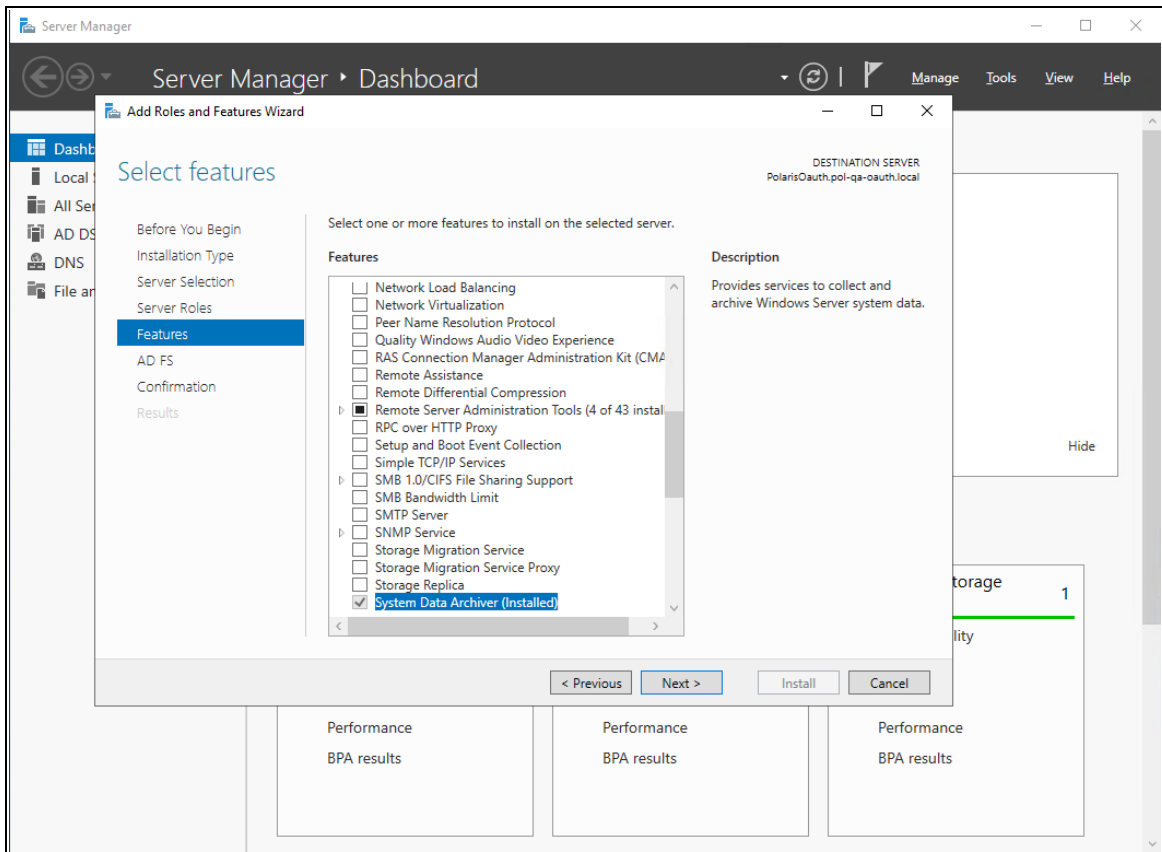 Server Manager
Server Manager • Dashboard
Manage Tools View Help
Add Roles and Features Wizard
Dashb
Local
All Ser
AD DS
DNS
File an
Select features
DESTINATION SERVER
PolarisOauth.pol-qa-oauth.local
Before You Begin
Installation Type
Server Selection
Server Roles
Features
AD FS
Confirmation
Results
Select one or more features to install on the selected server.
Features
Network Load Balancing
Network Virtualization
Peer Name Resolution Protocol
Quality Windows Audio Video Experience
RAS Connection Manager Administration Kit (CMA
Remote Assistance
Remote Differential Compression
Remote Server Administration Tools (4 of 43 instal
RPC over HTTP Proxy
Setup and Boot Event Collection
Simple TCP/IP Services
SMB 1.0/CIFS File Sharing Support
SMB Bandwidth Limit
SMTP Server
SNMP Service
Storage Migration Service
Storage Migration Service Proxy
Storage Replica
System Data Archiver (Installed)
Description
Provides services to collect and
archive Windows Server system data.
Hide
torage 1
lity
< Previous Next > Install Cancel
Performance Performance Performance
BPA results BPA results BPA results